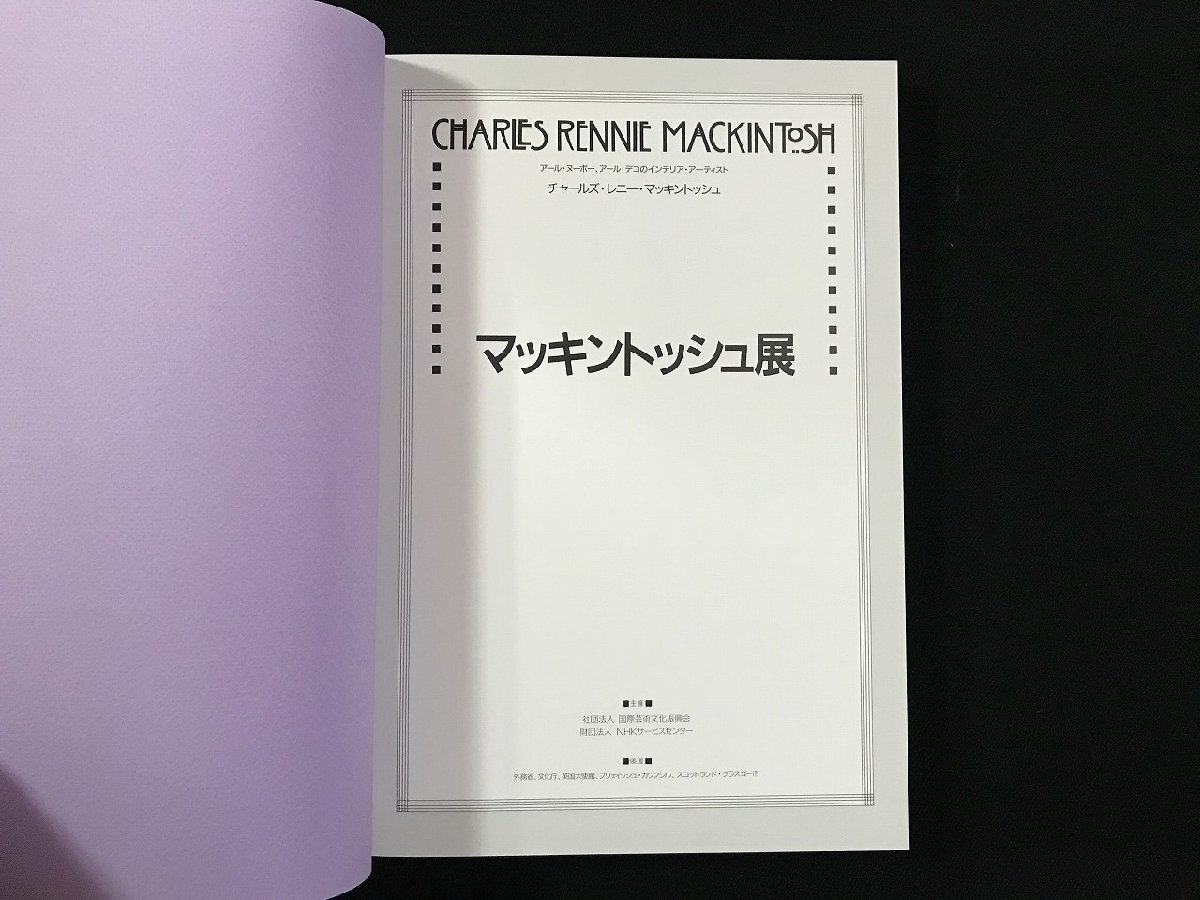 CHARLES RENNIE MACKINTOSH
アール・ヌーボー、アール・デコのインテリア・アーティスト
チャールズ・レニー・マッキントッシュ
マッキントッシュ展
■主催■
社団法人 国際芸術文化振興会
財団法人 NHKサービスセンター
■後援■
外務省、文化庁、英国大使館、ブリティッシュ・カウンシル、スコットランド・グラスゴー市